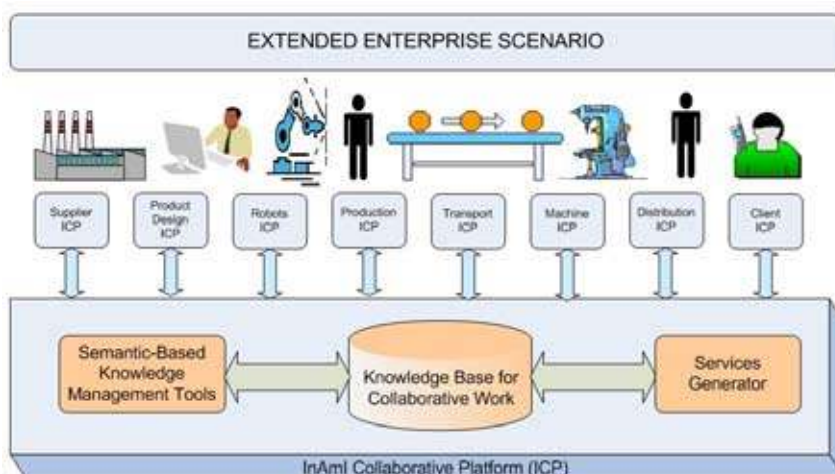 EXTENDED ENTERPRISE SCENARIO
Supplier
ICP
Product
Design
ICP
Robots
ICP
Production
ICP
Transport
ICP
Machine
ICP
Distribution
ICP
Client
ICP
Semantic-Based
Knowledge
Management Tools
Knowledge Base for
Collaborative Work
Services
Generator
InAmI Collaborative Platform (ICP)